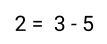 2 = 3 - 5